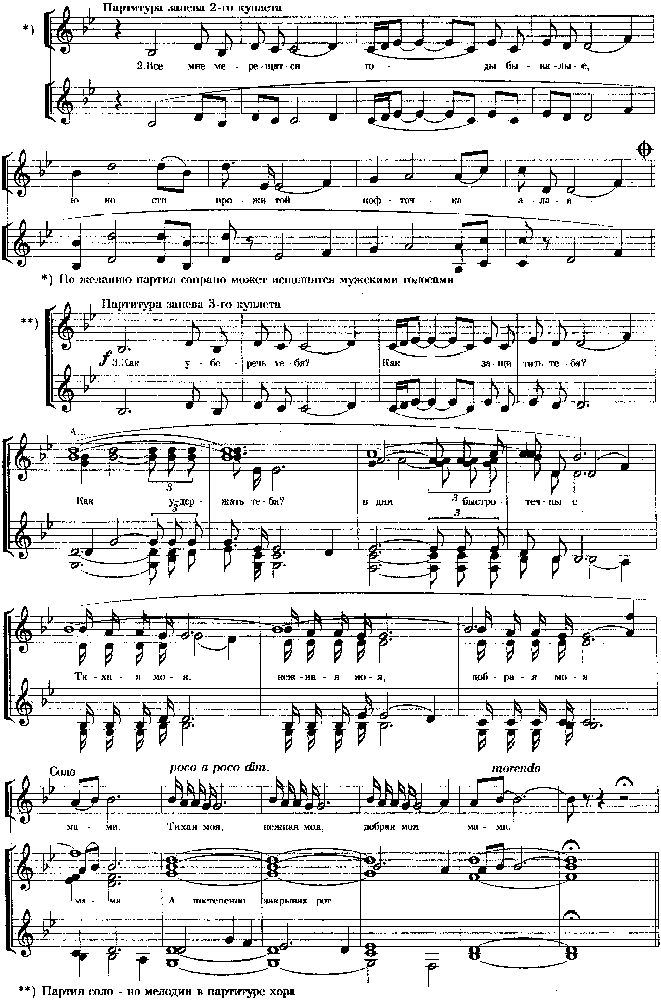 Партитура запева 2-го куплета
*)
2.Все мне ме - ре - щат - ся го - ды бы - ва - лы - е,
ю - но - сти про - жи - той коф - точ - ка а - ла - я -
*) По желанию партия сопрано может исполнятся мужскими голосами
Партитура запева 3-го куплета
**)
f 3.Как у - бе - речь те - бя? Как за - щи - тить те - бя?
А...
3 3
Как у - дер - жать те - бя? в дни быстро - теч - ны - е -
3 3
Ти - ха - я мо - я, неж - на - я мо - я, доб - ра - я мо - я
Соло poco a poco dim. morendo
ма - ма. Тихая моя, нежная моя, добрая моя ма - ма.
ма - ма. А... постепенно закрывая рот.
**) Партия соло - по мелодии в партитуре хора